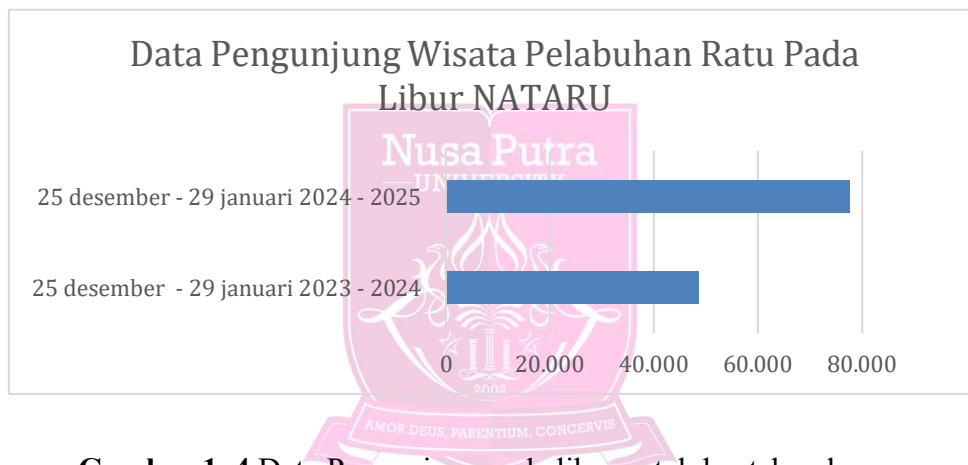 Data Pengunjung Wisata Pelabuhan Ratu Pada
Libur NATARU
Nusa Putra
UNIVERSITY
25 desember - 29 januari 2024 - 2025
25 desember - 29 januari 2023 - 2024
0 20.000 40.000 60.000 80.000
2002
AMOR DEUS, PARENTIUM, CONCERVIS